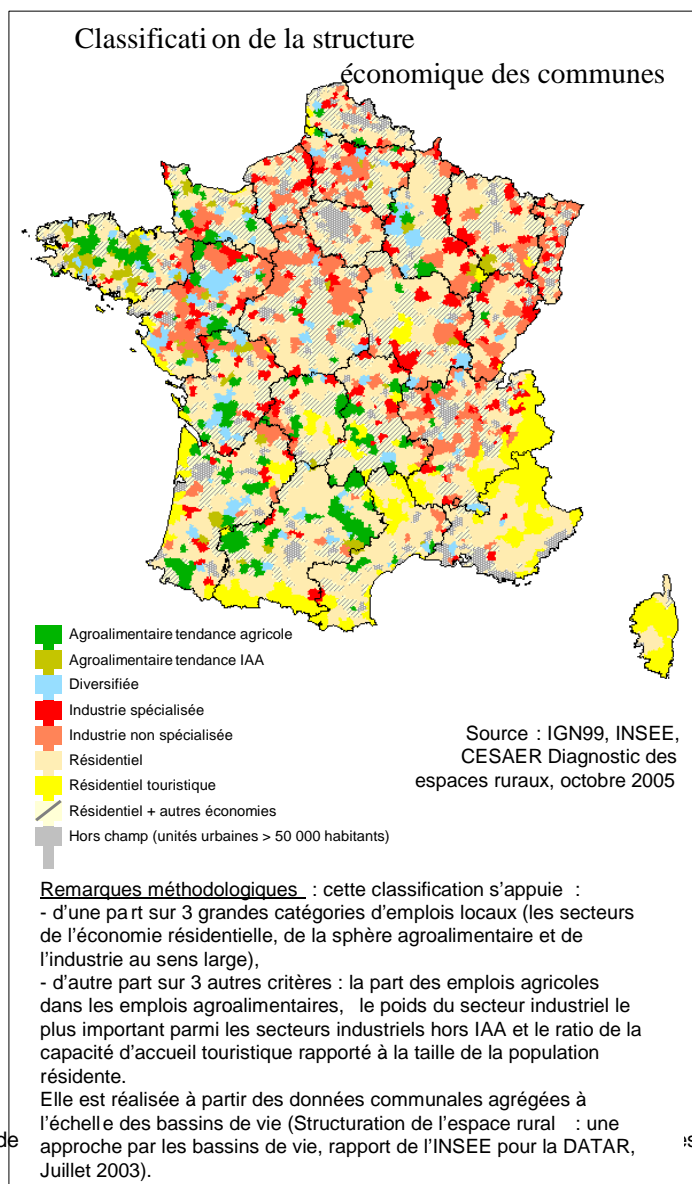 Classification de la structure
économique des communes
Agroalimentaire tendance agricole
Agroalimentaire tendance IAA
Diversifiée
Industrie spécialisée
Industrie non spécialisée
Résidentiel
Résidentiel touristique
Résidentiel + autres économies
Hors champ (unités urbaines > 50 000 habitants)
Source : IGN99, INSEE,
CESAER Diagnostic des
espaces ruraux, octobre 2005
Remarques méthodologiques : cette classification s’appuie :
- d’une part sur 3 grandes catégories d’emplois locaux (les secteurs
de l’économie résidentielle, de la sphère agroalimentaire et de
l’industrie au sens large),
- d’autre part sur 3 autres critères : la part des emplois agricoles
dans les emplois agroalimentaires, le poids du secteur industriel le
plus important parmi les secteurs industriels hors IAA et le ratio de la
capacité d’accueil touristique rapporté à la taille de la population
résidente.
Elle est réalisée à partir des données communales agrégées à
l’échelle des bassins de vie (Structuration de l’espace rural : une
approche par les bassins de vie, rapport de l’INSEE pour la DATAR,
Juillet 2003).